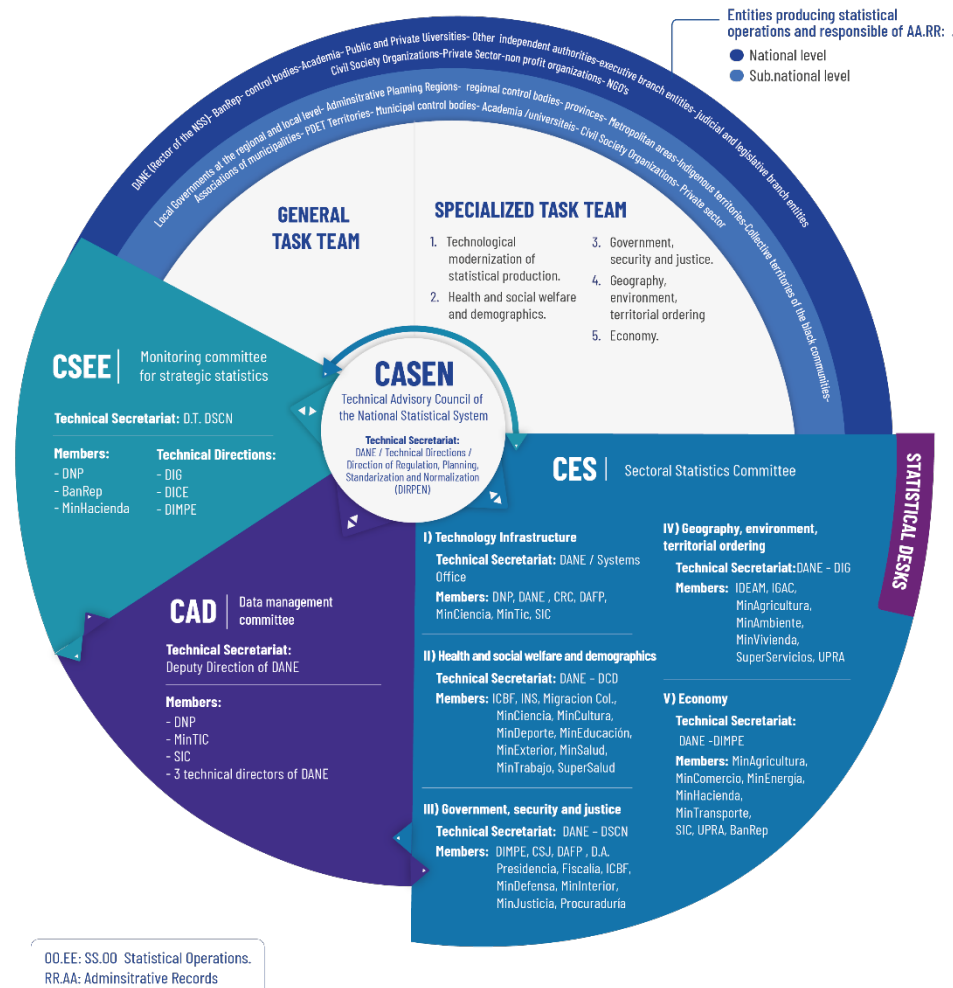 Entities producing statistical
operations and responsible of AA.RR:
National level
Sub.national level
DANE (Rector of the NSS)- BanRep- control bodies-Academia- Public and Private Uiversities- Other independent authorities-executive branch entities- judicial and legislative branch entities
Civil Society Organizations-Private Sector-non profit organizations- NGO's
Local Governments at the regional and local level- Adminsitrative Planning Regions- regional control bodies- provinces- Metropolitan areas-Indigenous territories-Collective territories of the black communities-
Associations of municipalities- PDET Territories- Municipal control bodies- Academia /universiteis- Civil Society Organizations- Private sector
GENERAL
TASK TEAM
SPECIALIZED TASK TEAM
1. Technological
modernization of
statistical production.
2. Health and social welfare
and demographics.
3. Government,
security and justice.
4. Geography,
environment,
territorial ordering
5. Economy.
CASEN
Technical Advisory Council of
the National Statistical System
Technical Secretariat:
DANE / Technical Directions /
Direction of Regulation, Planning,
Standarization and Normalization
(DIRPEN)
CSEE
Monitoring committee
for strategic statistics
Technical Secretariat: D.T. DSCN
Members:
- DNP
- BanRep
- MinHacienda
Technical Directions:
- DIG
- DICE
- DIMPE
CAD
Data management
committee
Technical Secretariat:
Deputy Direction of DANE
Members:
- DNP
- MinTIC
- SIC
- 3 technical directors of DANE
CES
Sectoral Statistics Committee
STATISTICAL DESKS
I) Technology Infrastructure
Technical Secretariat: DANE / Systems
Office
Members: DNP, DANE , CRC, DAFP,
MinCiencia, MinTic, SIC
II) Health and social welfare and demographics
Technical Secretariat: DANE – DCD
Members: ICBF, INS, Migracion Col.,
MinCiencia, MinCultura,
MinDeporte, MinEducación,
MinExterior, MinSalud,
MinTrabajo, SuperSalud
III) Government, security and justice
Technical Secretariat: DANE – DSCN
Members: DIMPE, CSJ, DAFP , D.A.
Presidencia, Fiscalía, ICBF,
MinDefensa, MinInterior,
MinJusticia, Procuraduría
IV) Geography, environment,
territorial ordering
Technical Secretariat:DANE - DIG
Members: IDEAM, IGAC,
MinAgricultura,
MinAmbiente,
MinVivienda,
SuperServicios, UPRA
V) Economy
Technical Secretariat:
DANE -DIMPE
Members: MinAgricultura,
MinComercio, MinEnergía,
MinHacienda,
MinTransporte,
SIC, UPRA, BanRep
OO.EE: SS.OO Statistical Operations.
RR.AA: Adminsitrative Records